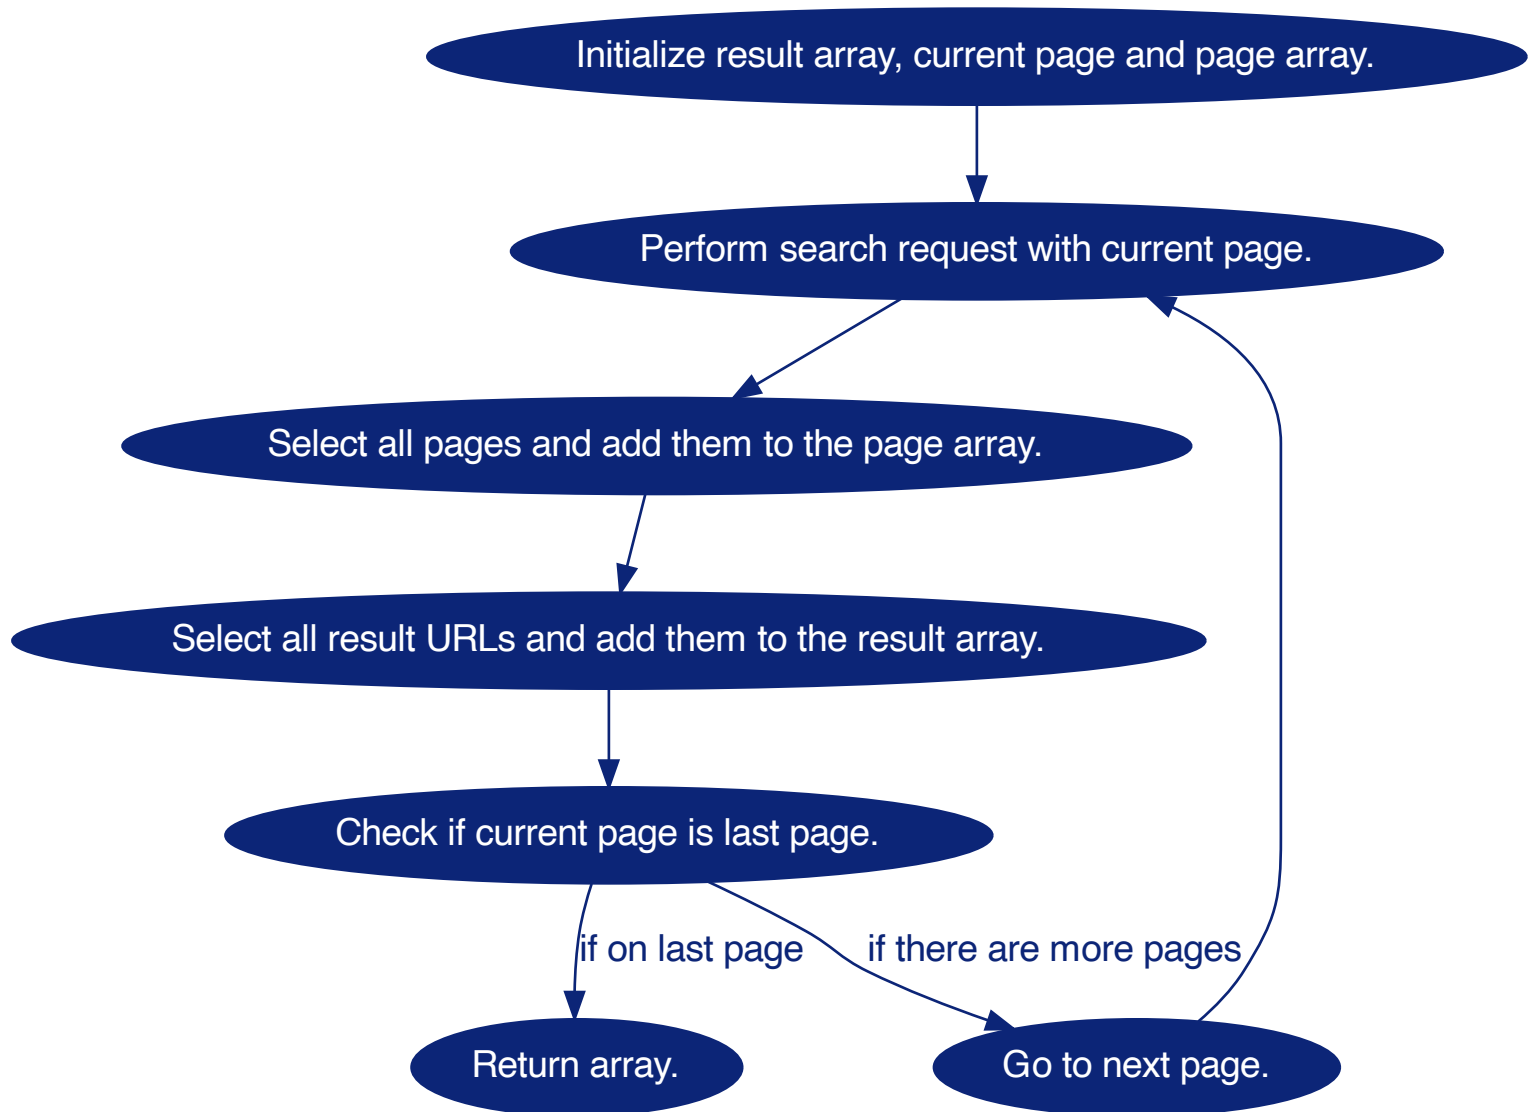 Initialize result array, current page and page array.
Perform search request with current page.
Select all pages and add them to the page array.
Select all result URLs and add them to the result array.
Check if current page is last page.
if on last page
if there are more pages
Return array.
Go to next page.